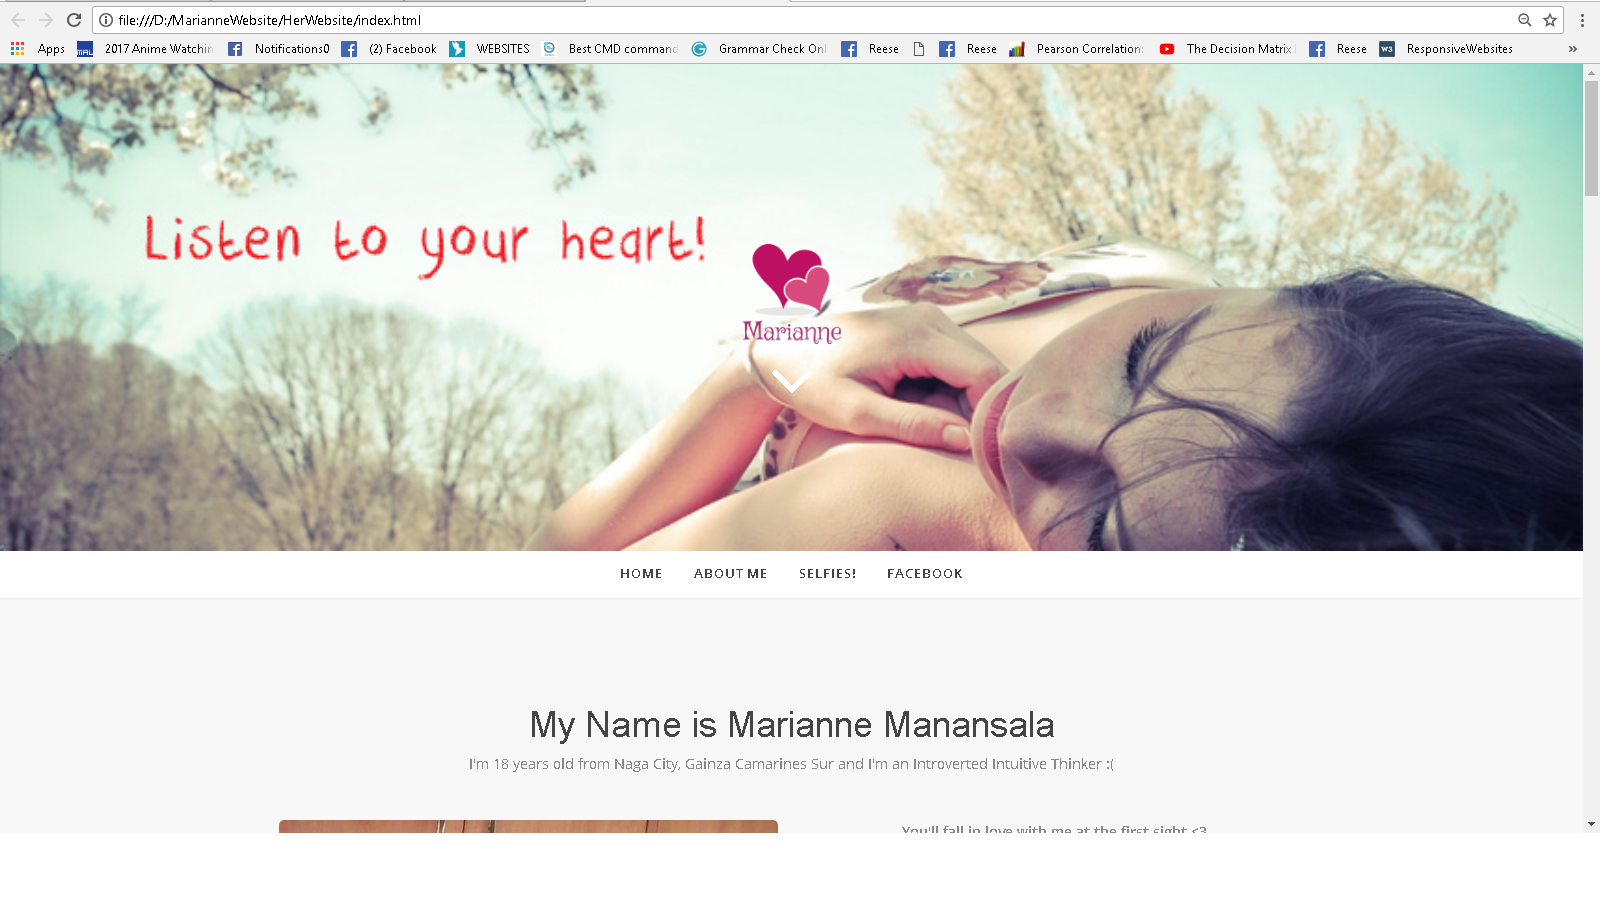 file:///D:/MarianneWebsite/HerWebsite/index.html
Apps
MAL
2017 Anime Watchin
Notifications0
(2) Facebook
WEBSITES
Best CMD command
Grammar Check Onl
Reese
Reese
Pearson Correlation
The Decision Matrix
Reese
W3
ResponsiveWebsites
»
Listen to your heart!
Marianne
HOME
ABOUT ME
SELFIES!
FACEBOOK
My Name is Marianne Manansala
I'm 18 years old from Naga City, Gainza Camarines Sur and I'm an Introverted Intuitive Thinker :(
You'll fall in love with me at the first sight <3